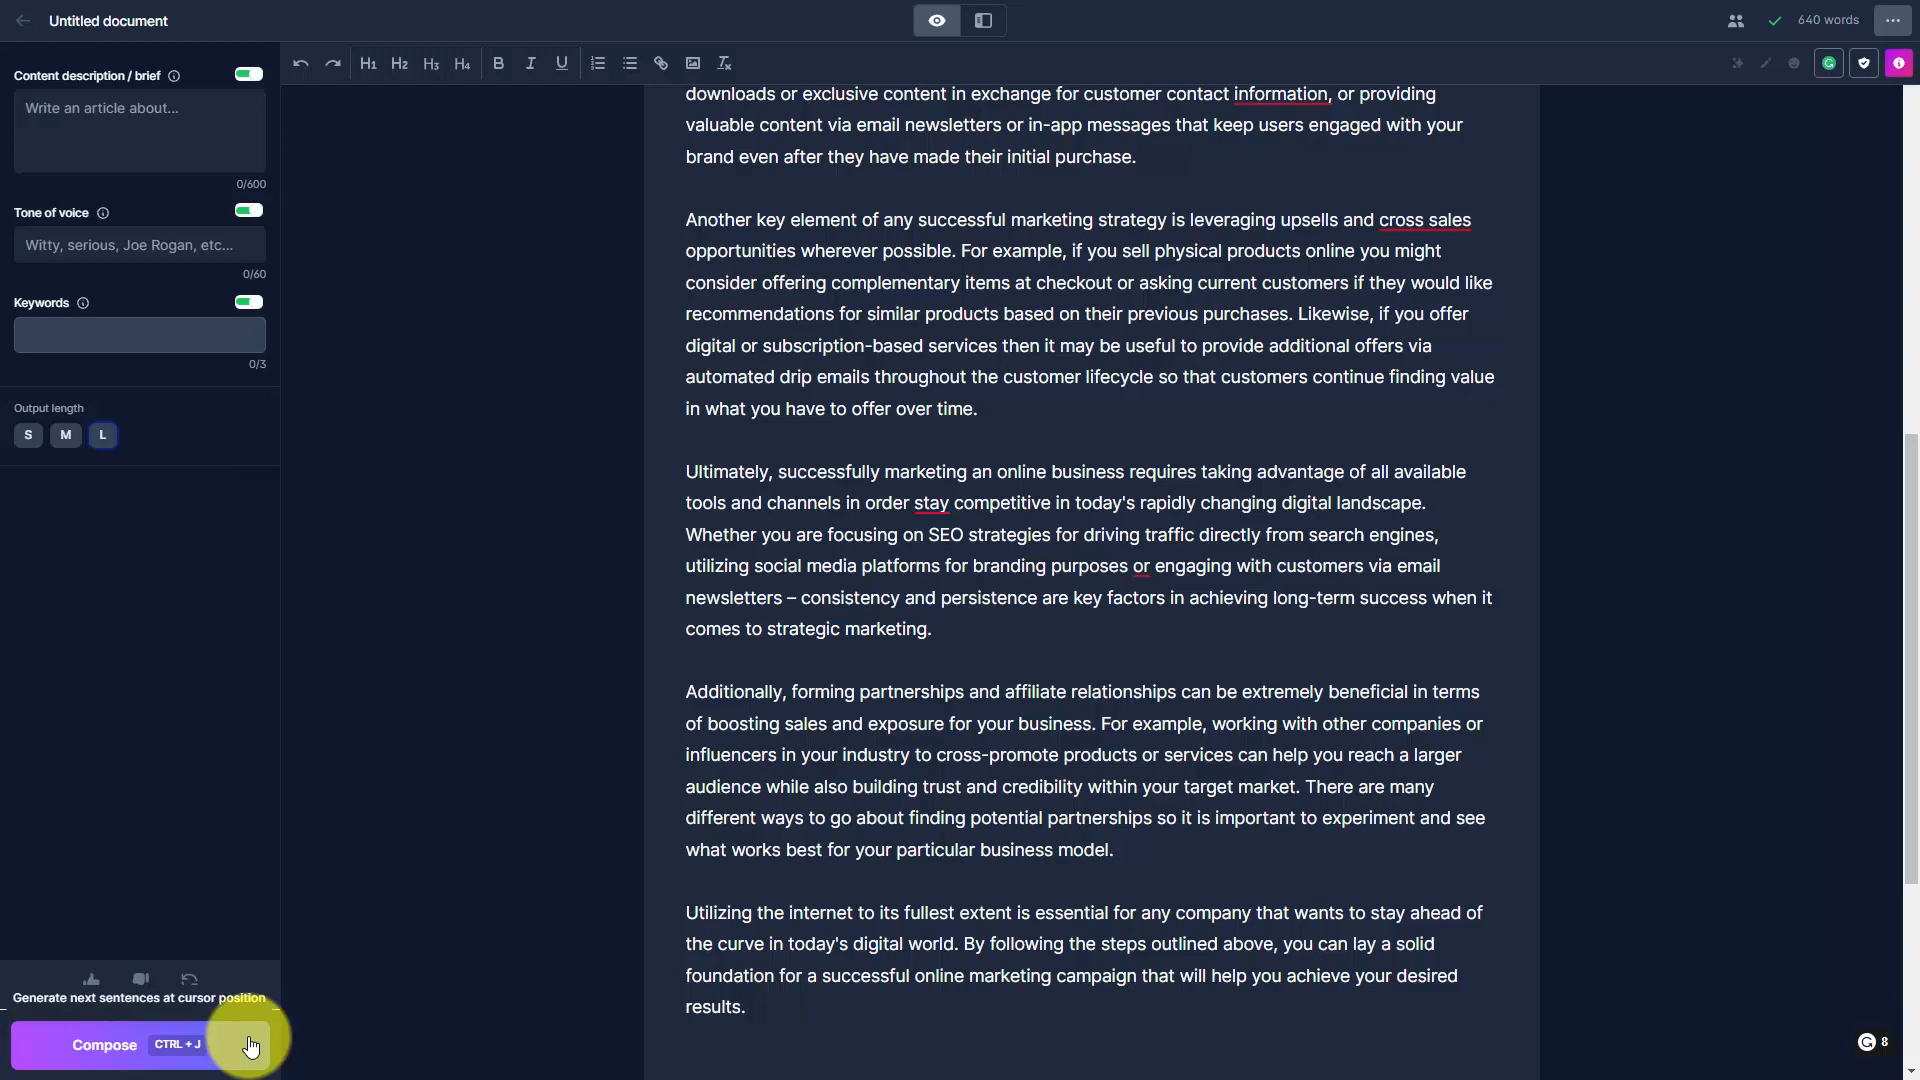 Untitled document
640 words
Content description / brief
Write an article about...
0/600
Tone of voice
Witty, serious, Joe Rogan, etc...
0/60
Keywords
0/3
Output length
S M L
Generate next sentences at cursor position
Compose CTRL + J
H1 H2 H3 H4 B I U
downloads or exclusive content in exchange for customer contact information, or providing
valuable content via email newsletters or in-app messages that keep users engaged with your
brand even after they have made their initial purchase.
Another key element of any successful marketing strategy is leveraging upsells and cross sales
opportunities wherever possible. For example, if you sell physical products online you might
consider offering complementary items at checkout or asking current customers if they would like
recommendations for similar products based on their previous purchases. Likewise, if you offer
digital or subscription-based services then it may be useful to provide additional offers via
automated drip emails throughout the customer lifecycle so that customers continue finding value
in what you have to offer over time.
Ultimately, successfully marketing an online business requires taking advantage of all available
tools and channels in order stay competitive in today's rapidly changing digital landscape.
Whether you are focusing on SEO strategies for driving traffic directly from search engines,
utilizing social media platforms for branding purposes or engaging with customers via email
newsletters – consistency and persistence are key factors in achieving long-term success when it
comes to strategic marketing.
Additionally, forming partnerships and affiliate relationships can be extremely beneficial in terms
of boosting sales and exposure for your business. For example, working with other companies or
influencers in your industry to cross-promote products or services can help you reach a larger
audience while also building trust and credibility within your target market. There are many
different ways to go about finding potential partnerships so it is important to experiment and see
what works best for your particular business model.
Utilizing the internet to its fullest extent is essential for any company that wants to stay ahead of
the curve in today's digital world. By following the steps outlined above, you can lay a solid
foundation for a successful online marketing campaign that will help you achieve your desired
results.
8